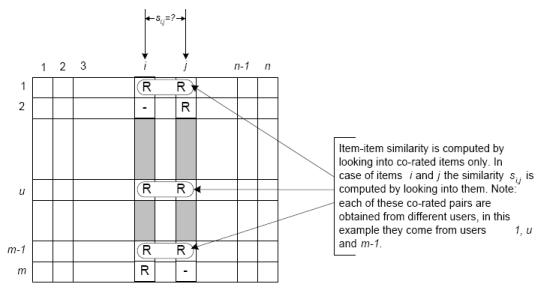 s i,j =?
1 2 3 i j n-1 n
1 R R
2 - R
u R R
m-1 R R
m R -
Item-item similarity is computed by
looking into co-rated items only. In
case of items i and j the similarity s i,j is
computed by looking into them. Note:
each of these co-rated pairs are
obtained from different users, in this
example they come from users 1, u
and m-1.